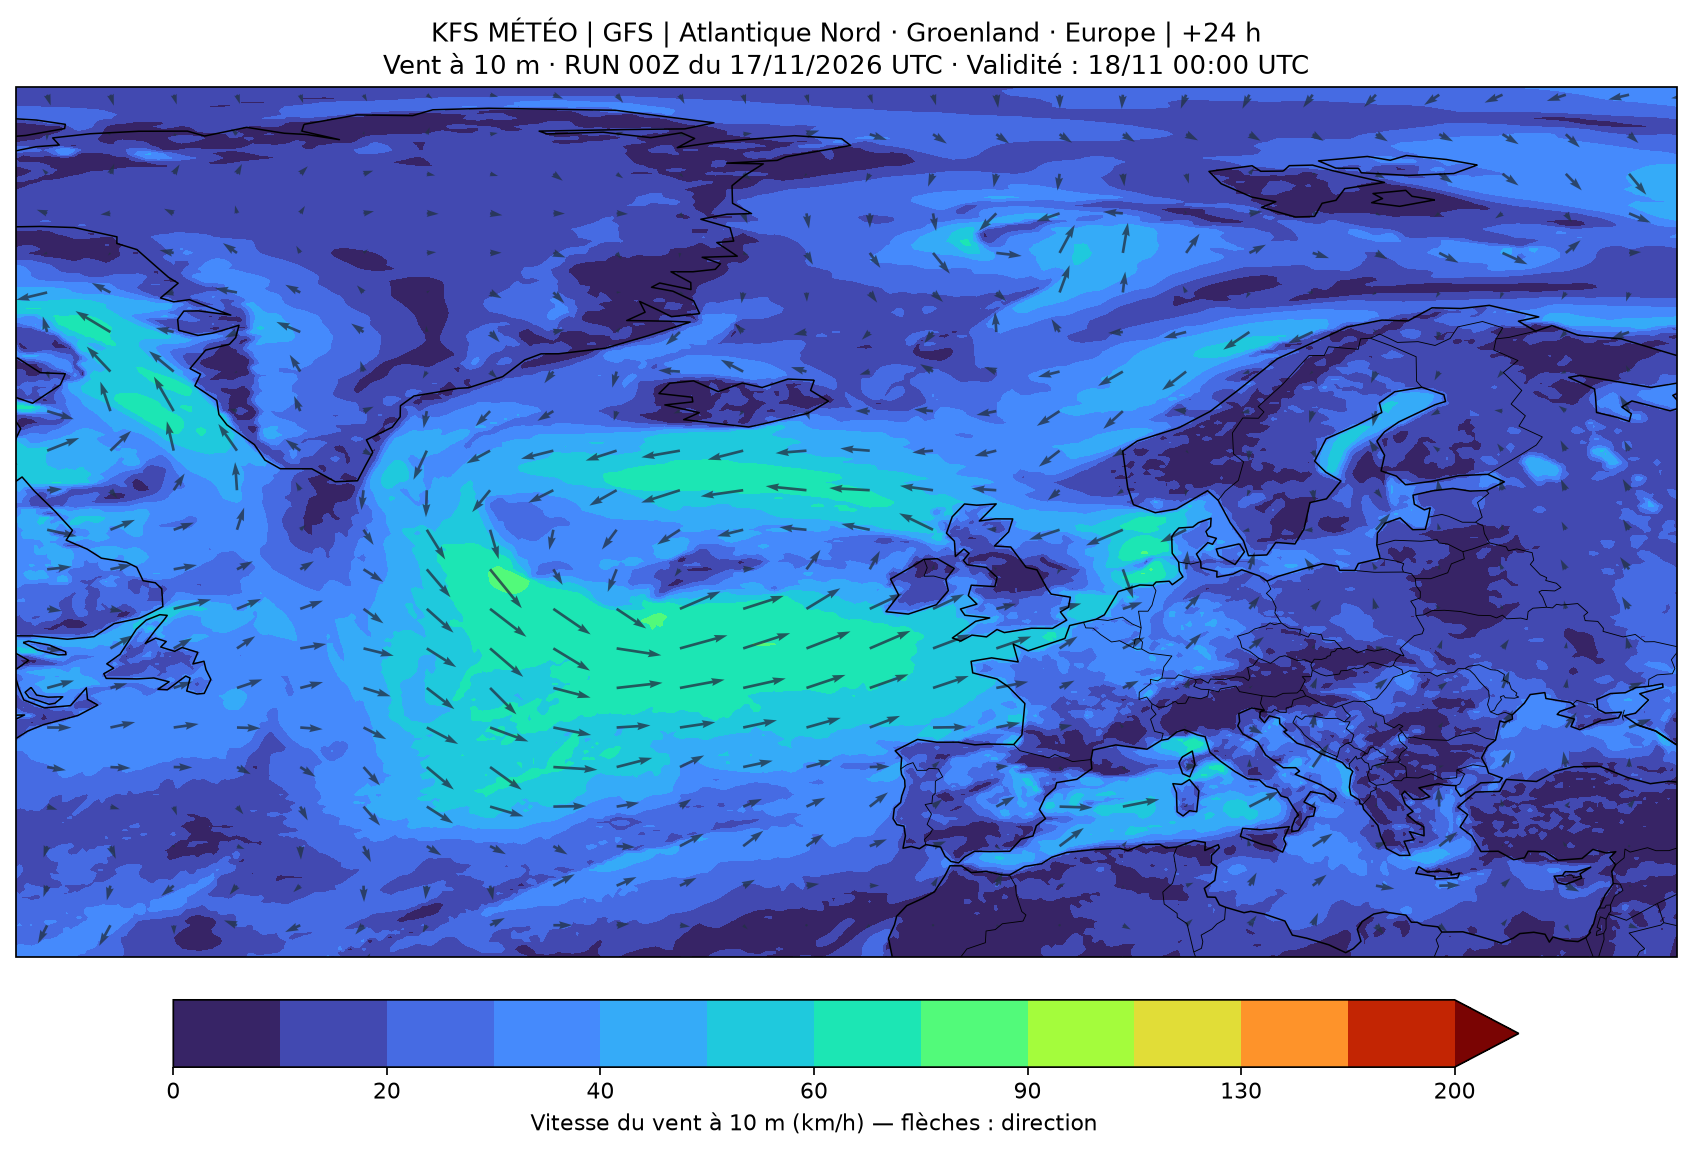 KFS MÉTÉO | GFS | Atlantique Nord · Groenland · Europe | +24 h
Vent à 10 m · RUN 00Z du 17/11/2026 UTC · Validité : 18/11 00:00 UTC
0 20 40 60 90 130 200
Vitesse du vent à 10 m (km/h) — flèches : direction